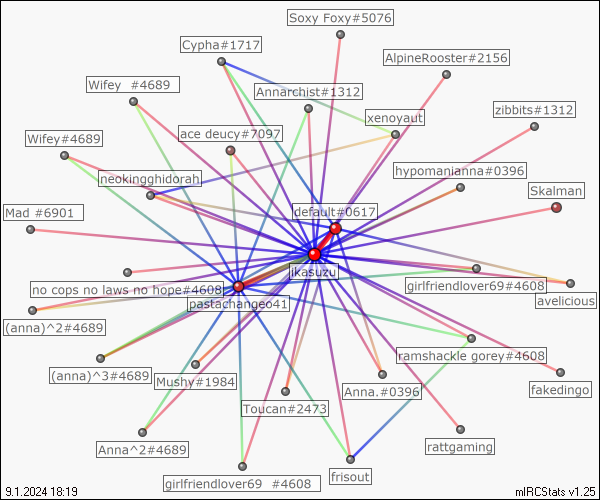 Soxy Foxy#5076
Cypha#1717
AlpineRooster#2156
Wifey #4689
Annarchist#1312
zibbits#1312
xenoyaut
ace deucy#7097
Wifey#4689
hypomanianna#0396
neokingghidorah
Skalman
Mad #6901
default#0617
jkasuzu
no cops no laws no hope#4608
girlfriendlover69#4608
avelicious
pastachange041
(anna)^2#4689
ramshackle gorey#4608
(anna)^3#4689
Mushy#1984
Anna.#0396
fakedingo
Toucan#2473
Anna^2#4689
rattgaming
girlfriendlover69 #4608
frisout
9.1.2024 18:19
mIRCStats v1.25